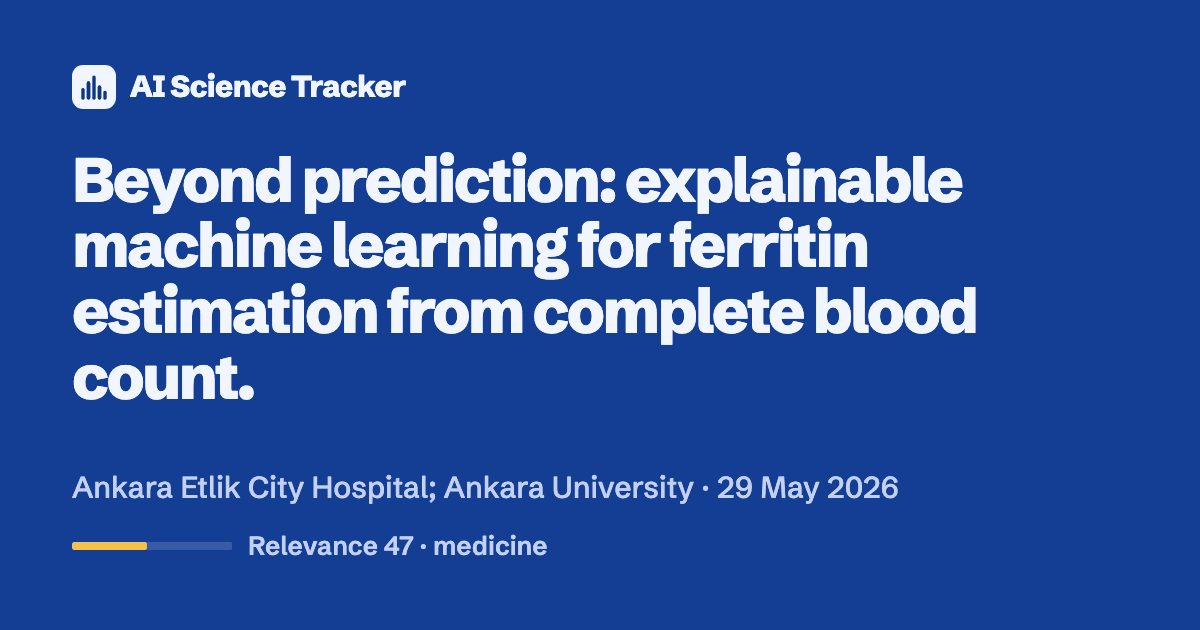 AI Science Tracker
Beyond prediction: explainable
machine learning for ferritin
estimation from complete blood
count.
Ankara Etlik City Hospital; Ankara University · 29 May 2026
Relevance 47 · medicine